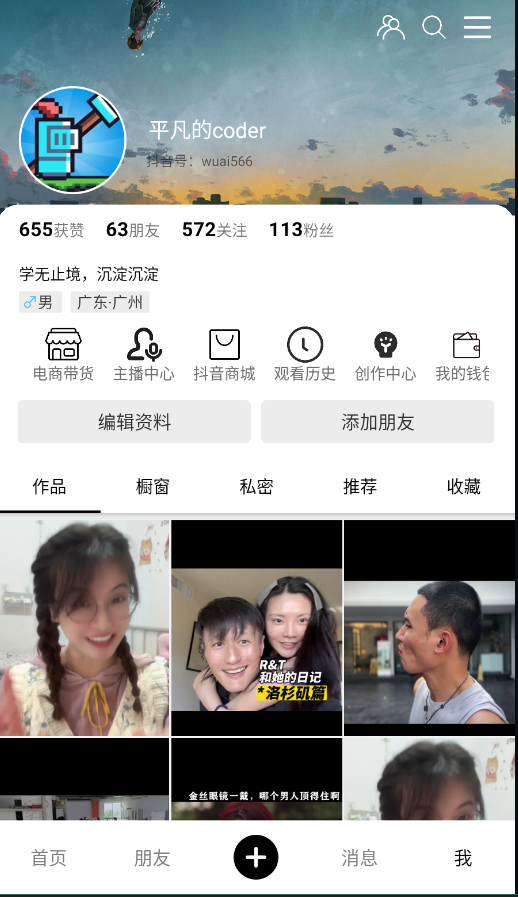 平凡的coder
抖音号：wuai566
655获赞 63朋友 572关注 113粉丝
学无止境，沉淀沉淀
♂男 广东·广州
电商带货 主播中心 抖音商城 观看历史 创作中心 我的钱包
编辑资料 添加朋友
作品 橱窗 私密 推荐 收藏
R&T
和她的日记
*洛杉矶篇
金丝眼镜一戴，哪个男人顶得住啊
首页 朋友 消息 我